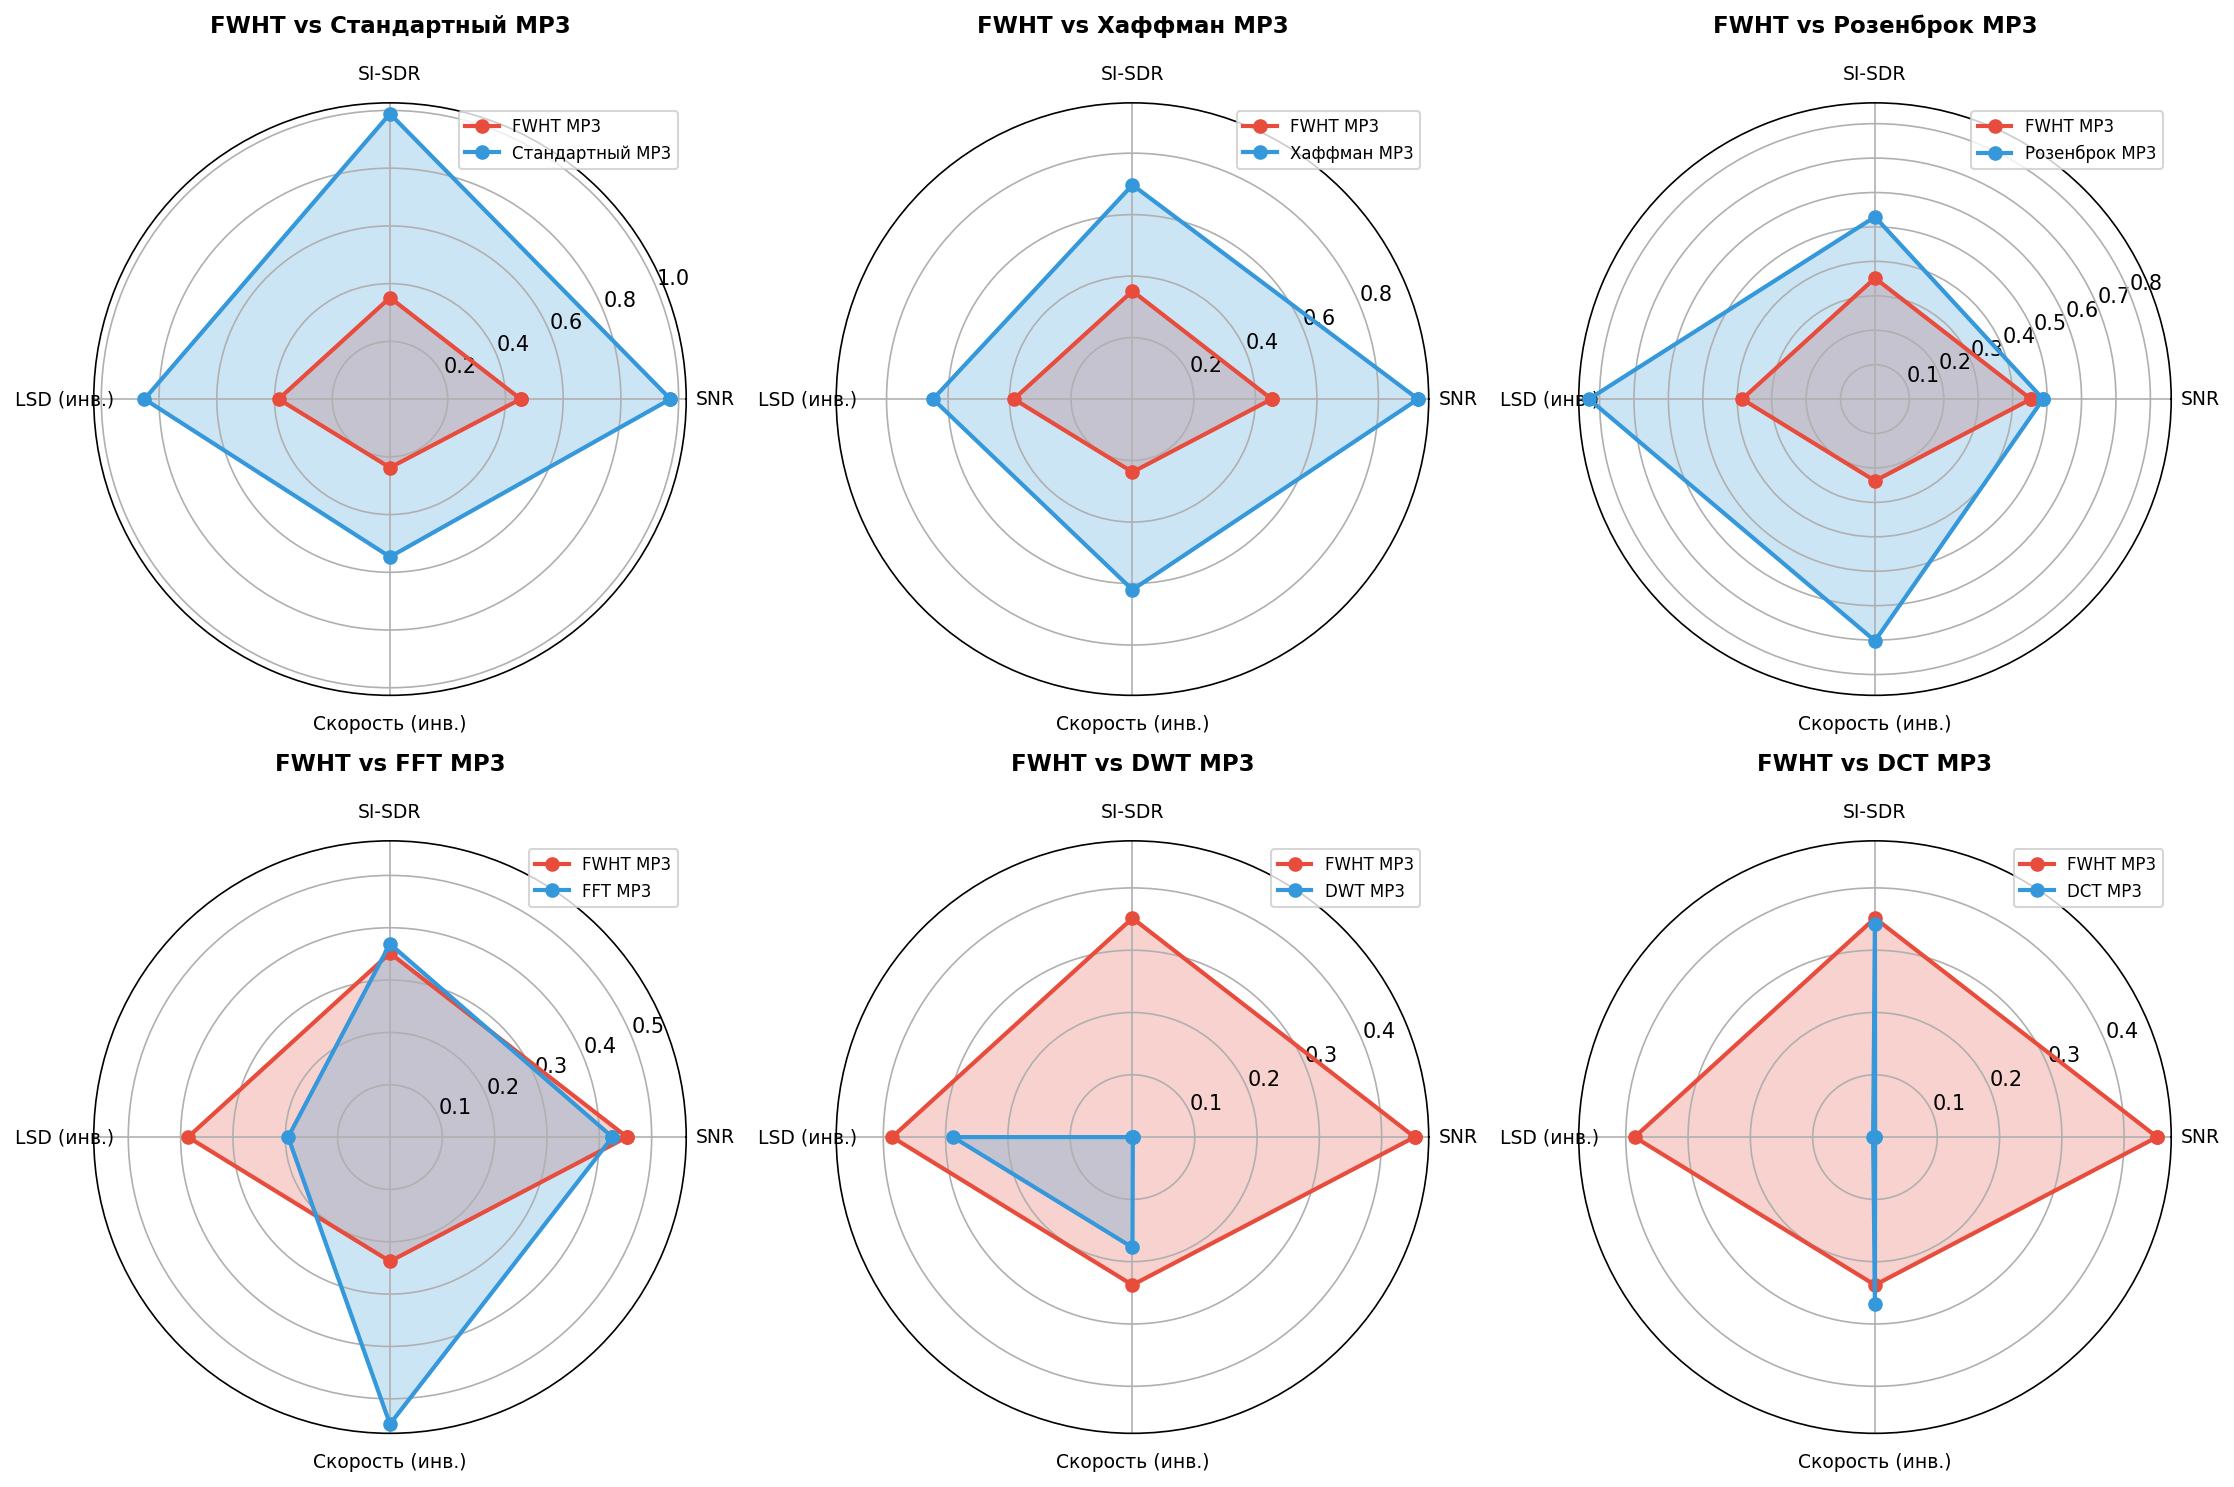 FWHT vs Стандартный MP3
SI-SDR
FWHT MP3
Стандартный MP3
1.0
0.8
0.6
0.4
0.2
LSD (инв.)
SNR
Скорость (инв.)
FWHT vs Хаффман MP3
SI-SDR
FWHT MP3
Хаффман MP3
0.8
0.6
0.4
0.2
LSD (инв.)
SNR
Скорость (инв.)
FWHT vs Розенброк MP3
SI-SDR
FWHT MP3
Розенброк MP3
0.8
0.7
0.6
0.5
0.4
0.3
0.2
0.1
LSD (инв.)
SNR
Скорость (инв.)
FWHT vs FFT MP3
SI-SDR
FWHT MP3
FFT MP3
0.5
0.4
0.3
0.2
0.1
LSD (инв.)
SNR
Скорость (инв.)
FWHT vs DWT MP3
SI-SDR
FWHT MP3
DWT MP3
0.4
0.3
0.2
0.1
LSD (инв.)
SNR
Скорость (инв.)
FWHT vs DCT MP3
SI-SDR
FWHT MP3
DCT MP3
0.4
0.3
0.2
0.1
LSD (инв.)
SNR
Скорость (инв.)